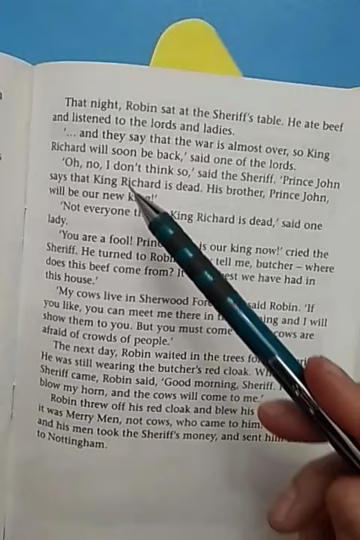 That night, Robin sat at the Sheriff's table. He ate beef
and listened to the lords and ladies.
'... and they say that the war is almost over, so King
Richard will soon be back,' said one of the lords.
'Oh, no, I don't think so,' said the Sheriff. 'Prince John
says that King Richard is dead. His brother, Prince John,
will be our new
'Not everyone King Richard is dead,' said one
lady.
'You are a fool! is our king now!' cried the
Sheriff. He turned to tell me, butcher – where
does this beef come from? we have had in
this house.'
'My cows live in Sherwood said Robin. 'If
you like, you can meet me there in and I will
show them to you. But you must come cows are
afraid of crowds of people.'
The next day, Robin waited in the trees
He was still wearing the butcher's red cloak.
Sheriff came, Robin said, 'Good morning, Sheriff.
blow my horn, and the cows will come to me.'
Robin threw off his red cloak and blew his
it was Merry Men, not cows, who came to him
and his men took the Sheriff's money, and sent
to Nottingham.